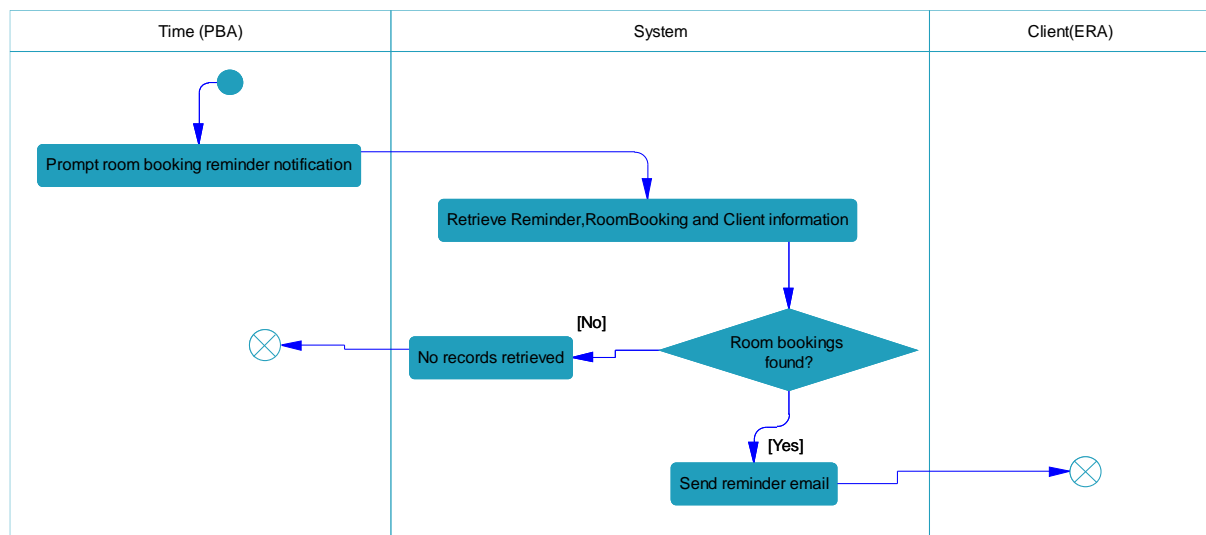 Time (PBA)
System
Client(ERA)
Prompt room booking reminder notification
Retrieve Reminder,RoomBooking and Client information
Room bookings
found?
[No]
No records retrieved
[Yes]
Send reminder email